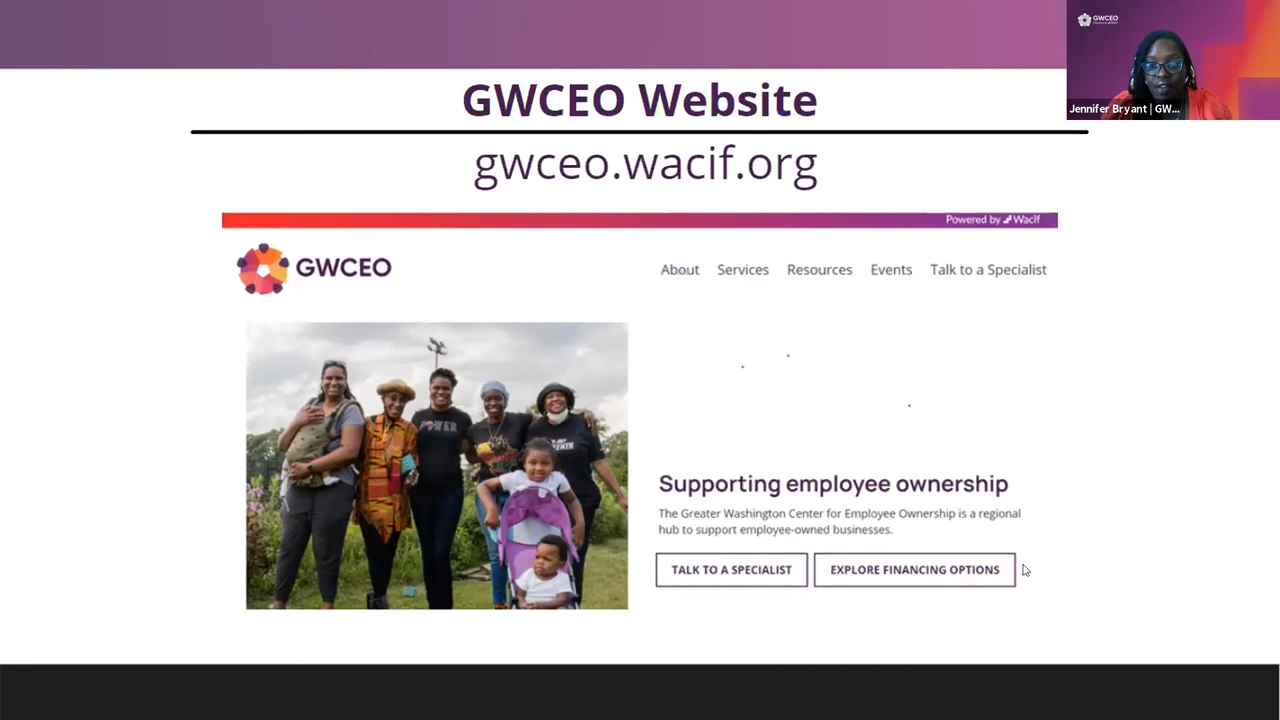 GWCEO
Jennifer Bryant | GW...
GWCEO Website
gwceo.wacif.org
Powered by Wacif
GWCEO
About Services Resources Events Talk to a Specialist
POWER
Supporting employee ownership
The Greater Washington Center for Employee Ownership is a regional
hub to support employee-owned businesses.
TALK TO A SPECIALIST EXPLORE FINANCING OPTIONS